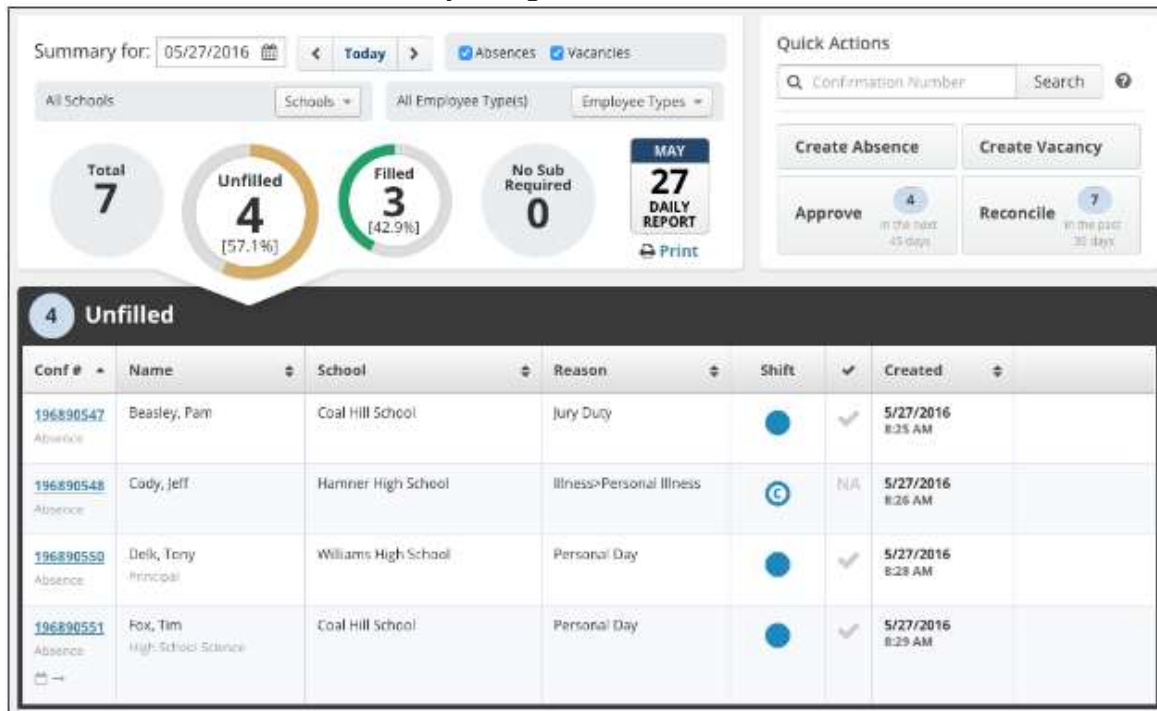 Summary for: 05/27/2016 Today Absences Vacancies
All Schools Schools All Employee Type(s) Employee Types
Total
7
Unfilled
4
[57.1%]
Filled
3
[42.9%]
No Sub
Required
0
MAY
27
DAILY
REPORT
Print
Quick Actions
Confirmation Number Search ?
Create Absence Create Vacancy
Approve 4
in the next
45 days
Reconcile 7
in the past
30 days
4 Unfilled
Conf # Name School Reason Shift Created
196890547 Beasley, Pam Coal Hill School Jury Duty 5/27/2016
Absence 8:25 AM
196890548 Cody, Jeff Hamner High School Illness>Personal Illness C NA 5/27/2016
Absence 8:26 AM
196890550 Delk, Tony Williams High School Personal Day 5/27/2016
Absence Principal 8:28 AM
196890551 Fox, Tim Coal Hill School Personal Day 5/27/2016
Absence High School Science 8:29 AM